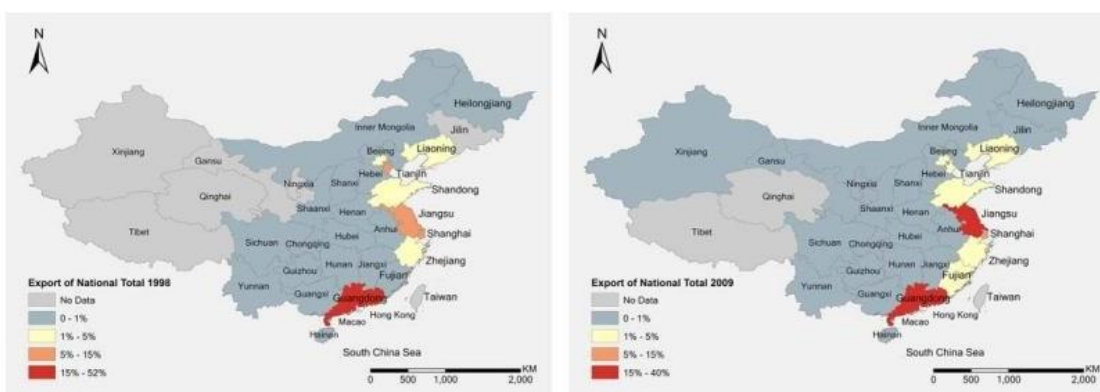 N
Heilongjiang
Inner Mongolia
Jilin
Xinjiang
Beijing
Liaoning
Gansu
Hebei
Tianjin
Ningxia
Shanxi
Shandong
Qinghai
Shaanxi
Henan
Jiangsu
Tibet
Anhui
Shanghai
Sichuan
Chongqing
Hubei
Zhejiang
Hunan
Jiangxi
Guizhou
Fujian
Yunnan
Guangxi
Guangdong
Taiwan
Hong Kong
Macao
Hainan
South China Sea
Export of National Total 1998
No Data
0 - 1%
1% - 5%
5% - 15%
15% - 52%
KM
0 500 1,000 2,000
N
Heilongjiang
Inner Mongolia
Jilin
Xinjiang
Beijing
Liaoning
Gansu
Hebei
Tianjin
Ningxia
Shanxi
Shandong
Qinghai
Shaanxi
Henan
Jiangsu
Tibet
Anhui
Shanghai
Sichuan
Chongqing
Hubei
Zhejiang
Hunan
Jiangxi
Guizhou
Fujian
Yunnan
Guangxi
Guangdong
Taiwan
Hong Kong
Macao
Hainan
South China Sea
Export of National Total 2009
No Data
0 - 1%
1% - 5%
5% - 15%
15% - 40%
KM
0 500 1,000 2,000